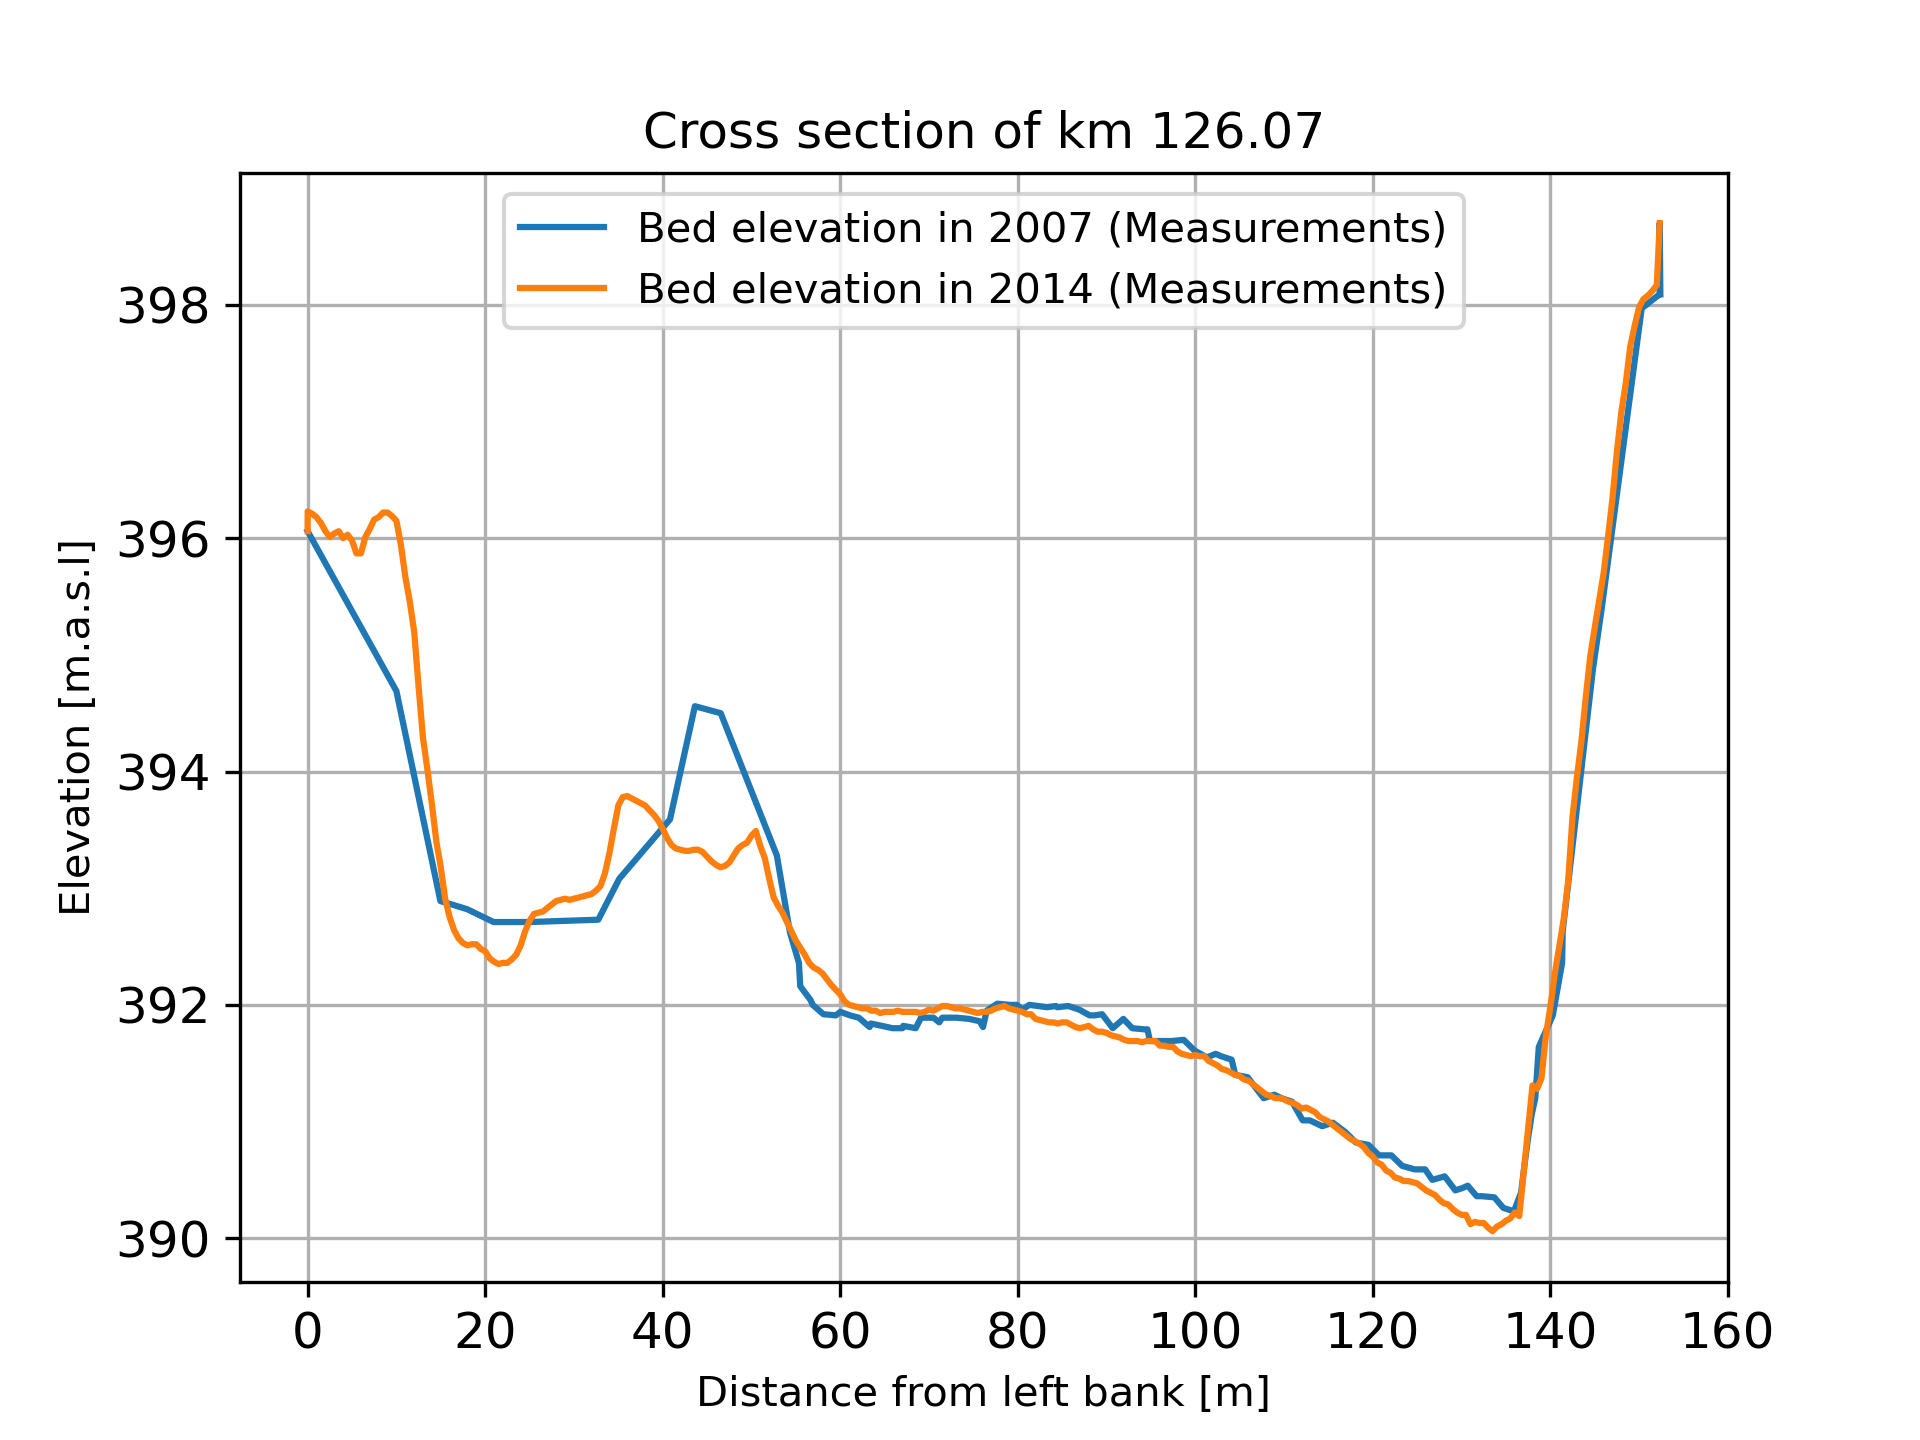 Cross section of km 126.07
Bed elevation in 2007 (Measurements)
Bed elevation in 2014 (Measurements)
398
396
394
392
390
Elevation [m.a.s.l]
0 20 40 60 80 100 120 140 160
Distance from left bank [m]